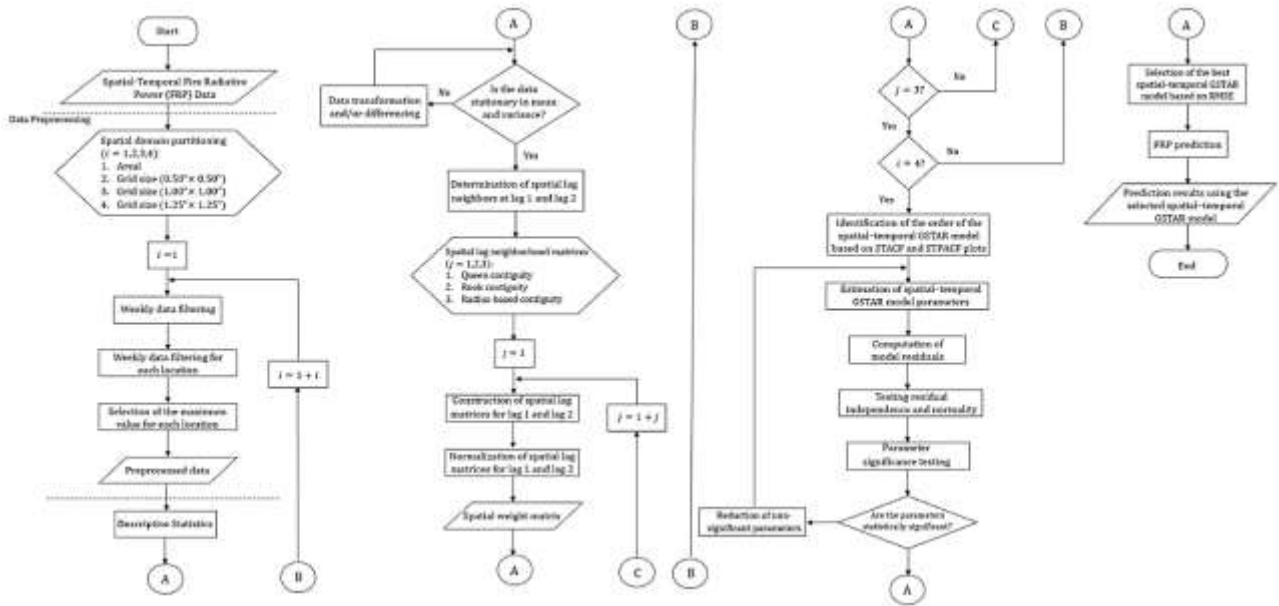 Start
Spatial-Temporal Fire Radiative
Power (FRP) Data
Data Preprocessing
Spatial domain partitioning
(i = 1,2,3,4):
1. Areal
2. Grid size (0.50° × 0.50°)
3. Grid size (1.00° × 1.00°)
4. Grid size (1.25° × 1.25°)
i = 1
Weekly data filtering
Weekly data filtering for
each location
Selection of the maximum
value for each location
Preprocessed data
Descriptive Statistics
A
i = 1 + i
B
A
Is the data
stationary in mean
and variance?
No
Data transformation
and/or differencing
Yes
Determination of spatial lag
neighbors at lag 1 and lag 2
Spatial lag neighborhood matrices
(j = 1,2,3):
1. Queen contiguity
2. Rook contiguity
3. Radius-based contiguity
j = 1
Construction of spatial lag
matrices for lag 1 and lag 2
Normalization of spatial lag
matrices for lag 1 and lag 2
Spatial weight matrix
A
j = 1 + j
C
B
B
A
C
B
j = 3?
No
Yes
i = 4?
No
Yes
Identification of the order of the
spatial-temporal GSTAR model
based on STACF and STPACF plots
Estimation of spatial-temporal
GSTAR model parameters
Computation of
model residuals
Testing residual
independence and normality
Parameter
significance testing
Are the parameters
statistically significant?
Reduction of non-
significant parameters
A
A
Selection of the best
spatial-temporal GSTAR
model based on RMSE
FRP prediction
Prediction results using the
selected spatial-temporal
GSTAR model
End